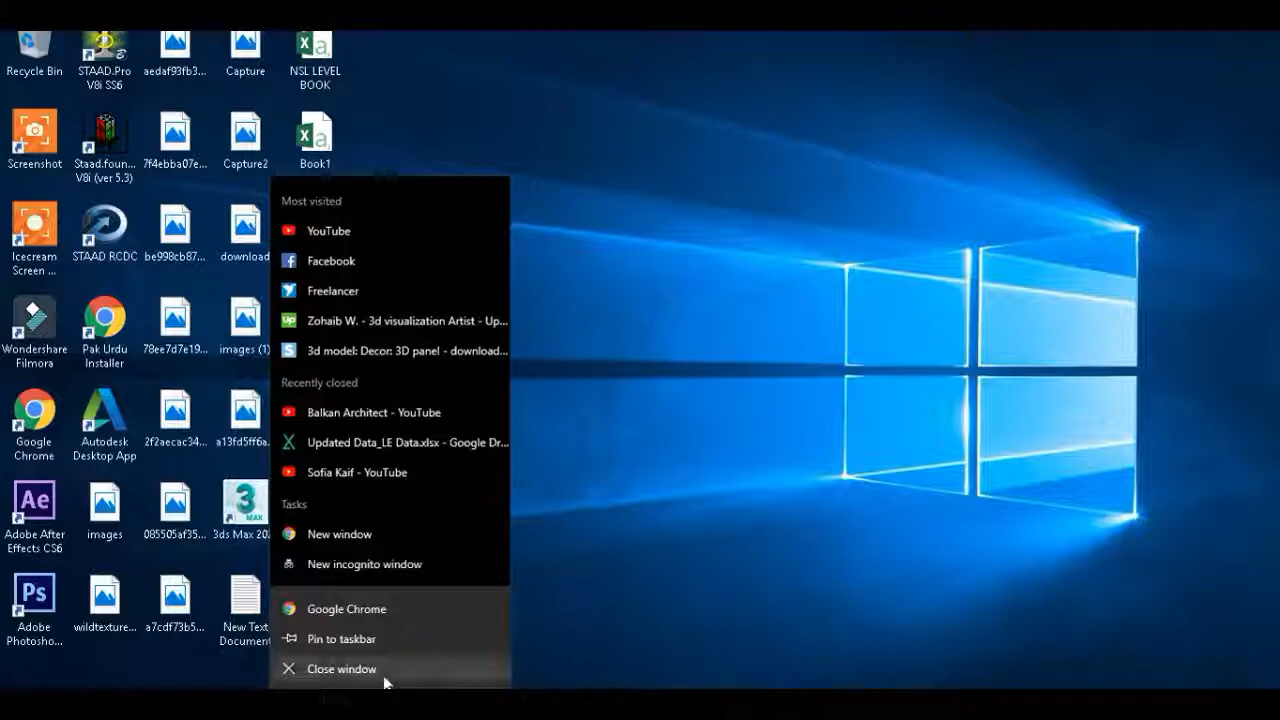 Recycle Bin
STAAD.Pro
V8i SS6
aedaf93fb3...
Capture
NSL LEVEL
BOOK
Screenshot
Staad.foun...
V8i (ver 5.3)
7f4ebba07e...
Capture2
Book1
Icecream
Screen ...
STAAD RCDC
be998cb87...
download
Wondershare
Filmora
Pak Urdu
Installer
78ee7d7e19...
images (1)
Google
Chrome
Autodesk
Desktop App
2f2aecac34...
a13fd5ff6a.
Adobe After
Effects CS6
images
085505af35...
3ds Max 20
Adobe
Photosho...
wildtexture...
a7cdf73b5...
New Text
Document
Most visited
YouTube
Facebook
Freelancer
Zohaib W. - 3d visualization Artist - Up...
3d model: Decor: 3D panel - download...
Recently closed
Balkan Architect - YouTube
Updated Data_LE Data.xlsx - Google Dr...
Sofia Kaif - YouTube
Tasks
New window
New incognito window
Google Chrome
Pin to taskbar
Close window